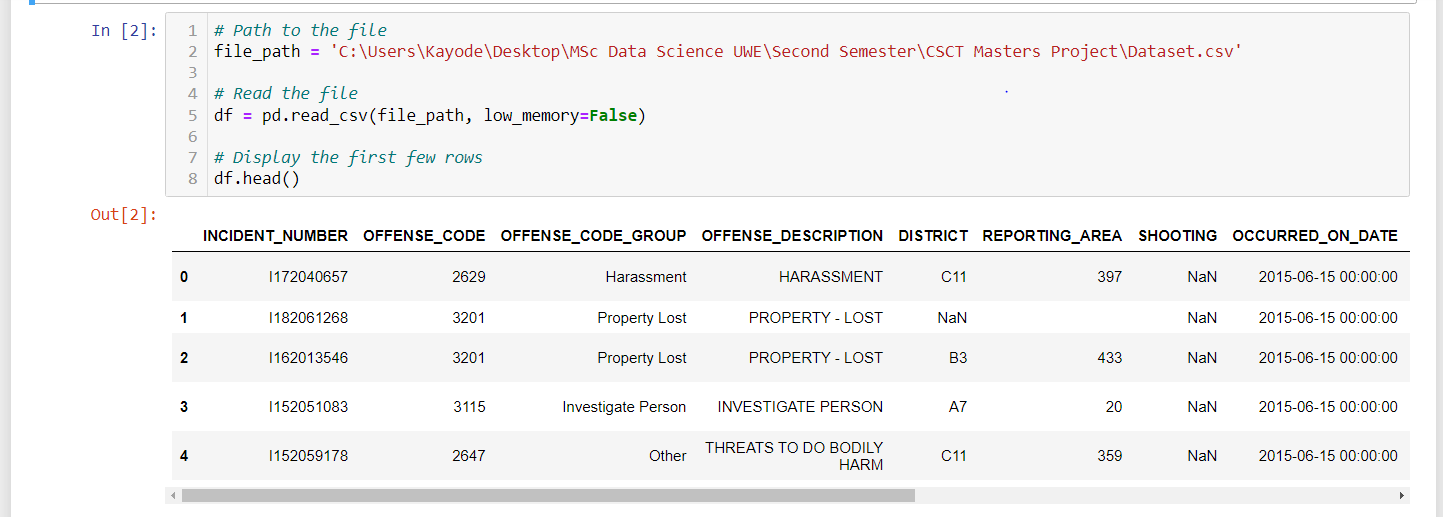 In [2]:
1 # Path to the file
2 file_path = 'C:\Users\Kayode\Desktop\MSc Data Science UWE\Second Semester\CSCT Masters Project\Dataset.csv'
3
4 # Read the file
5 df = pd.read_csv(file_path, low_memory=False)
6
7 # Display the first few rows
8 df.head()
Out[2]:
INCIDENT_NUMBER OFFENSE_CODE OFFENSE_CODE_GROUP OFFENSE_DESCRIPTION DISTRICT REPORTING_AREA SHOOTING OCCURRED_ON_DATE
0 I172040657 2629 Harassment HARASSMENT C11 397 NaN 2015-06-15 00:00:00
1 I182061268 3201 Property Lost PROPERTY - LOST NaN NaN 2015-06-15 00:00:00
2 I162013546 3201 Property Lost PROPERTY - LOST B3 433 NaN 2015-06-15 00:00:00
3 I152051083 3115 Investigate Person INVESTIGATE PERSON A7 20 NaN 2015-06-15 00:00:00
4 I152059178 2647 Other THREATS TO DO BODILY HARM C11 359 NaN 2015-06-15 00:00:00